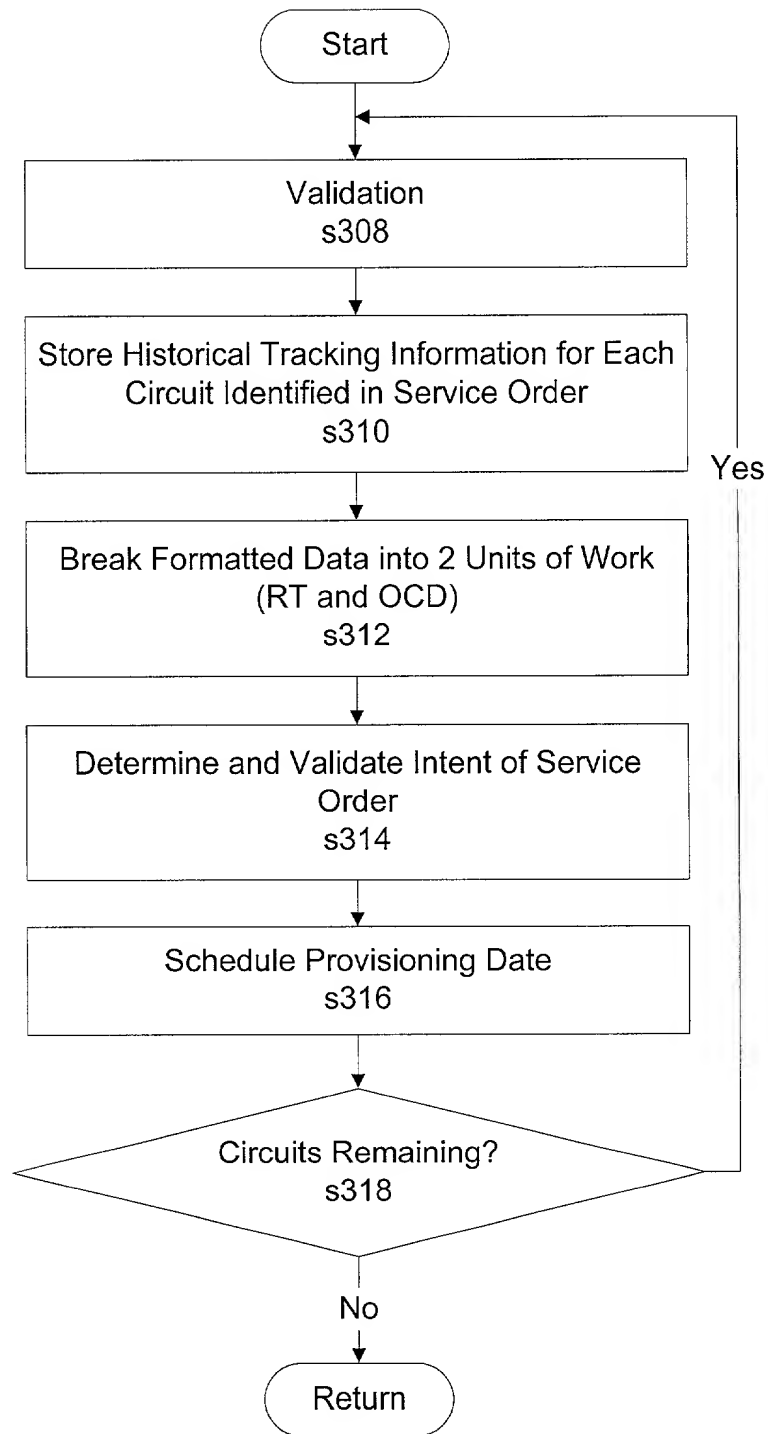 Start
Validation
s308
Store Historical Tracking Information for Each
Circuit Identified in Service Order
s310
Yes
Break Formatted Data into 2 Units of Work
(RT and OCD)
s312
Determine and Validate Intent of Service
Order
s314
Schedule Provisioning Date
s316
Circuits Remaining?
s318
No
Return